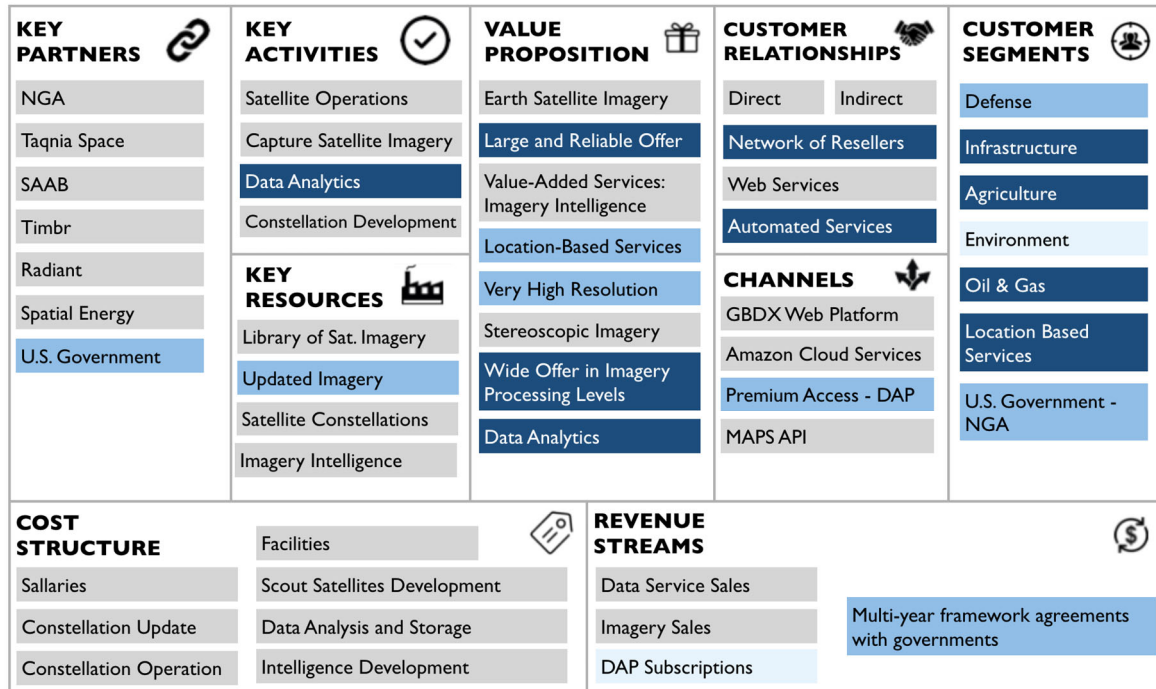 KEY
PARTNERS
NGA
Taqnia Space
SAAB
Timbr
Radiant
Spatial Energy
U.S. Government
KEY
ACTIVITIES
Satellite Operations
Capture Satellite Imagery
Data Analytics
Constellation Development
KEY
RESOURCES
Library of Sat. Imagery
Updated Imagery
Satellite Constellations
Imagery Intelligence
VALUE
PROPOSITION
Earth Satellite Imagery
Large and Reliable Offer
Value-Added Services:
Imagery Intelligence
Location-Based Services
Very High Resolution
Stereoscopic Imagery
Wide Offer in Imagery
Processing Levels
Data Analytics
CUSTOMER
RELATIONSHIPS
Direct
Indirect
Network of Resellers
Web Services
Automated Services
CHANNELS
GBDX Web Platform
Amazon Cloud Services
Premium Access - DAP
MAPS API
CUSTOMER
SEGMENTS
Defense
Infrastructure
Agriculture
Environment
Oil & Gas
Location Based
Services
U.S. Government -
NGA
COST
STRUCTURE
Sallaries
Constellation Update
Constellation Operation
Facilities
Scout Satellites Development
Data Analysis and Storage
Intelligence Development
REVENUE
STREAMS
Data Service Sales
Imagery Sales
DAP Subscriptions
Multi-year framework agreements
with governments
$